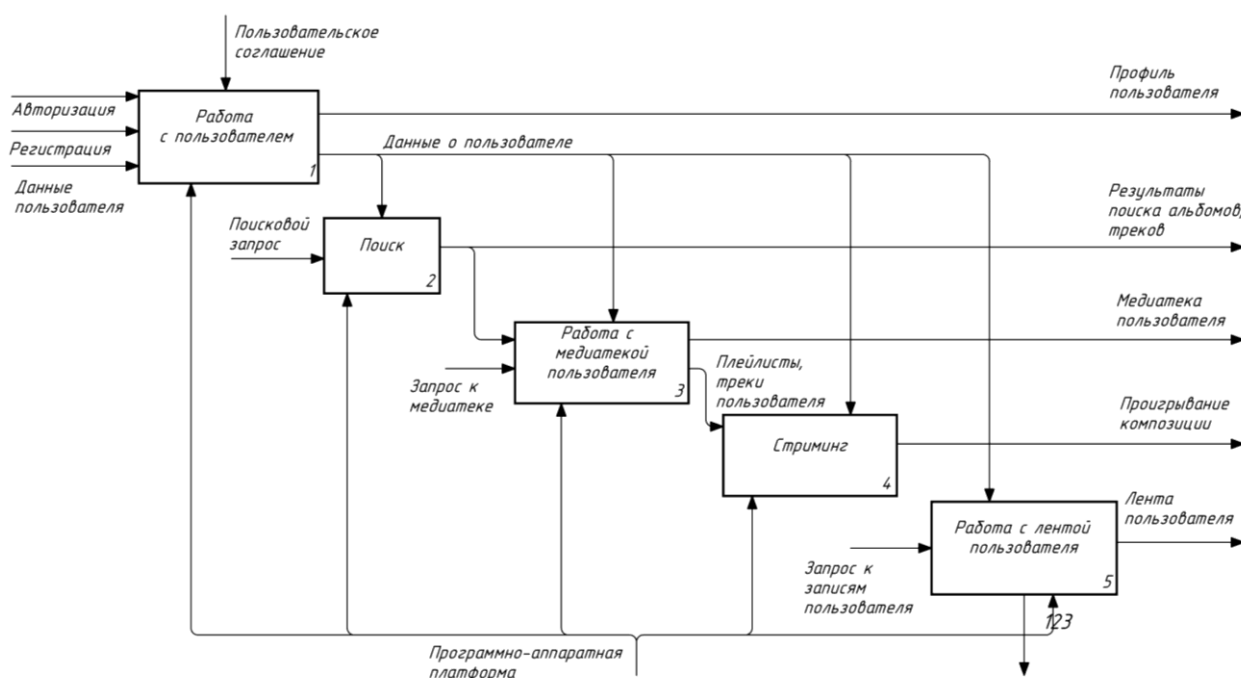 Пользовательское
соглашение
Авторизация
Регистрация
Данные
пользователя
Работа
с пользователем
1
Профиль
пользователя
Данные о пользователе
Поисковой
запрос
Поиск
2
Результаты
поиска альбомов,
треков
Запрос к
медиатеке
Работа с
медиатекой
пользователя
3
Медиатека
пользователя
Плейлисты,
треки
пользователя
Стриминг
4
Проигрывание
композиции
Запрос к
записям
пользователя
Работа с лентой
пользователя
5
Лента
пользователя
123
Программно-аппаратная
платформа